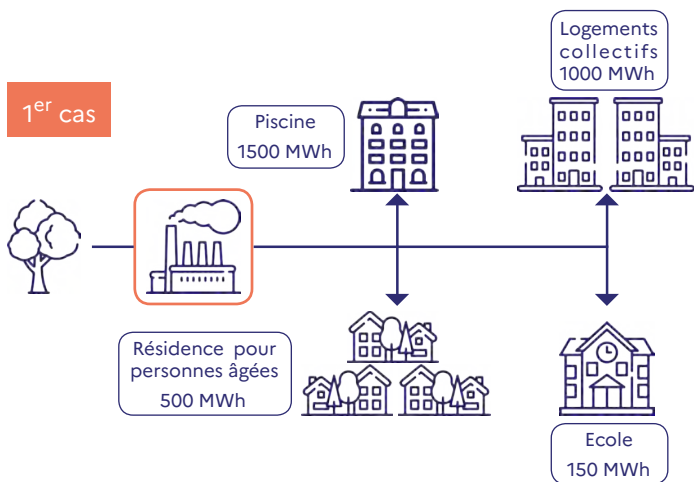 1er cas
Logements
collectifs
1000 MWh
Piscine
1500 MWh
Résidence pour
personnes âgées
500 MWh
Ecole
150 MWh